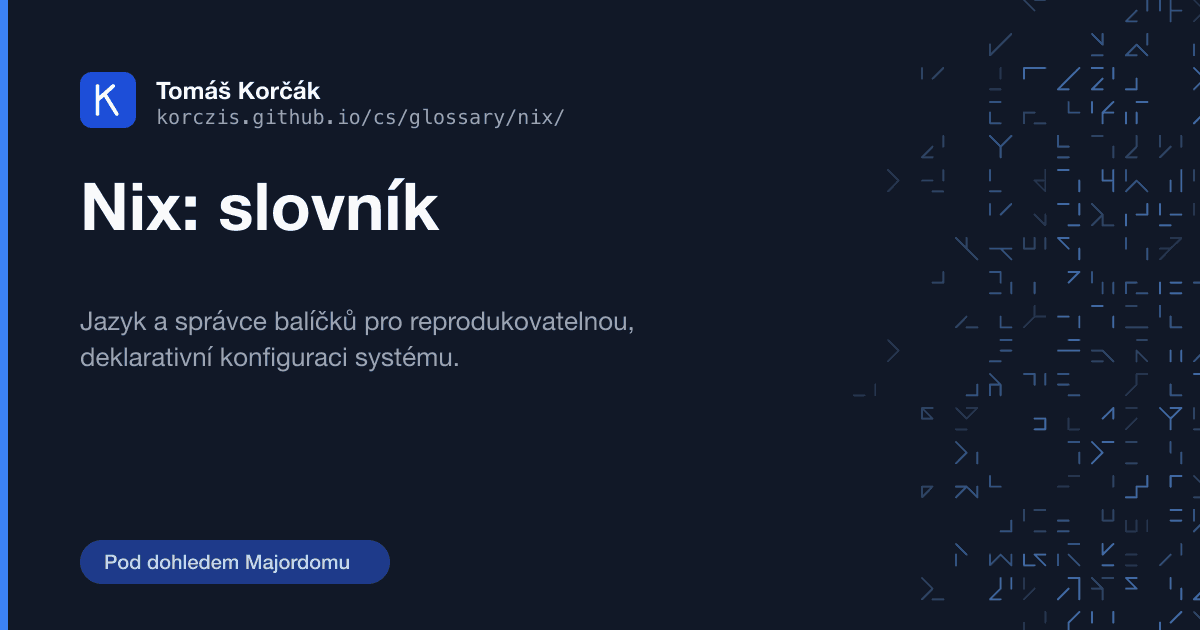 Tomáš Korčák
korczis.github.io/cs/glossary/nix/
Nix: slovník
Jazyk a správce balíčků pro reprodukovatelnou,
deklarativní konfiguraci systému.
Pod dohledem Majordomu